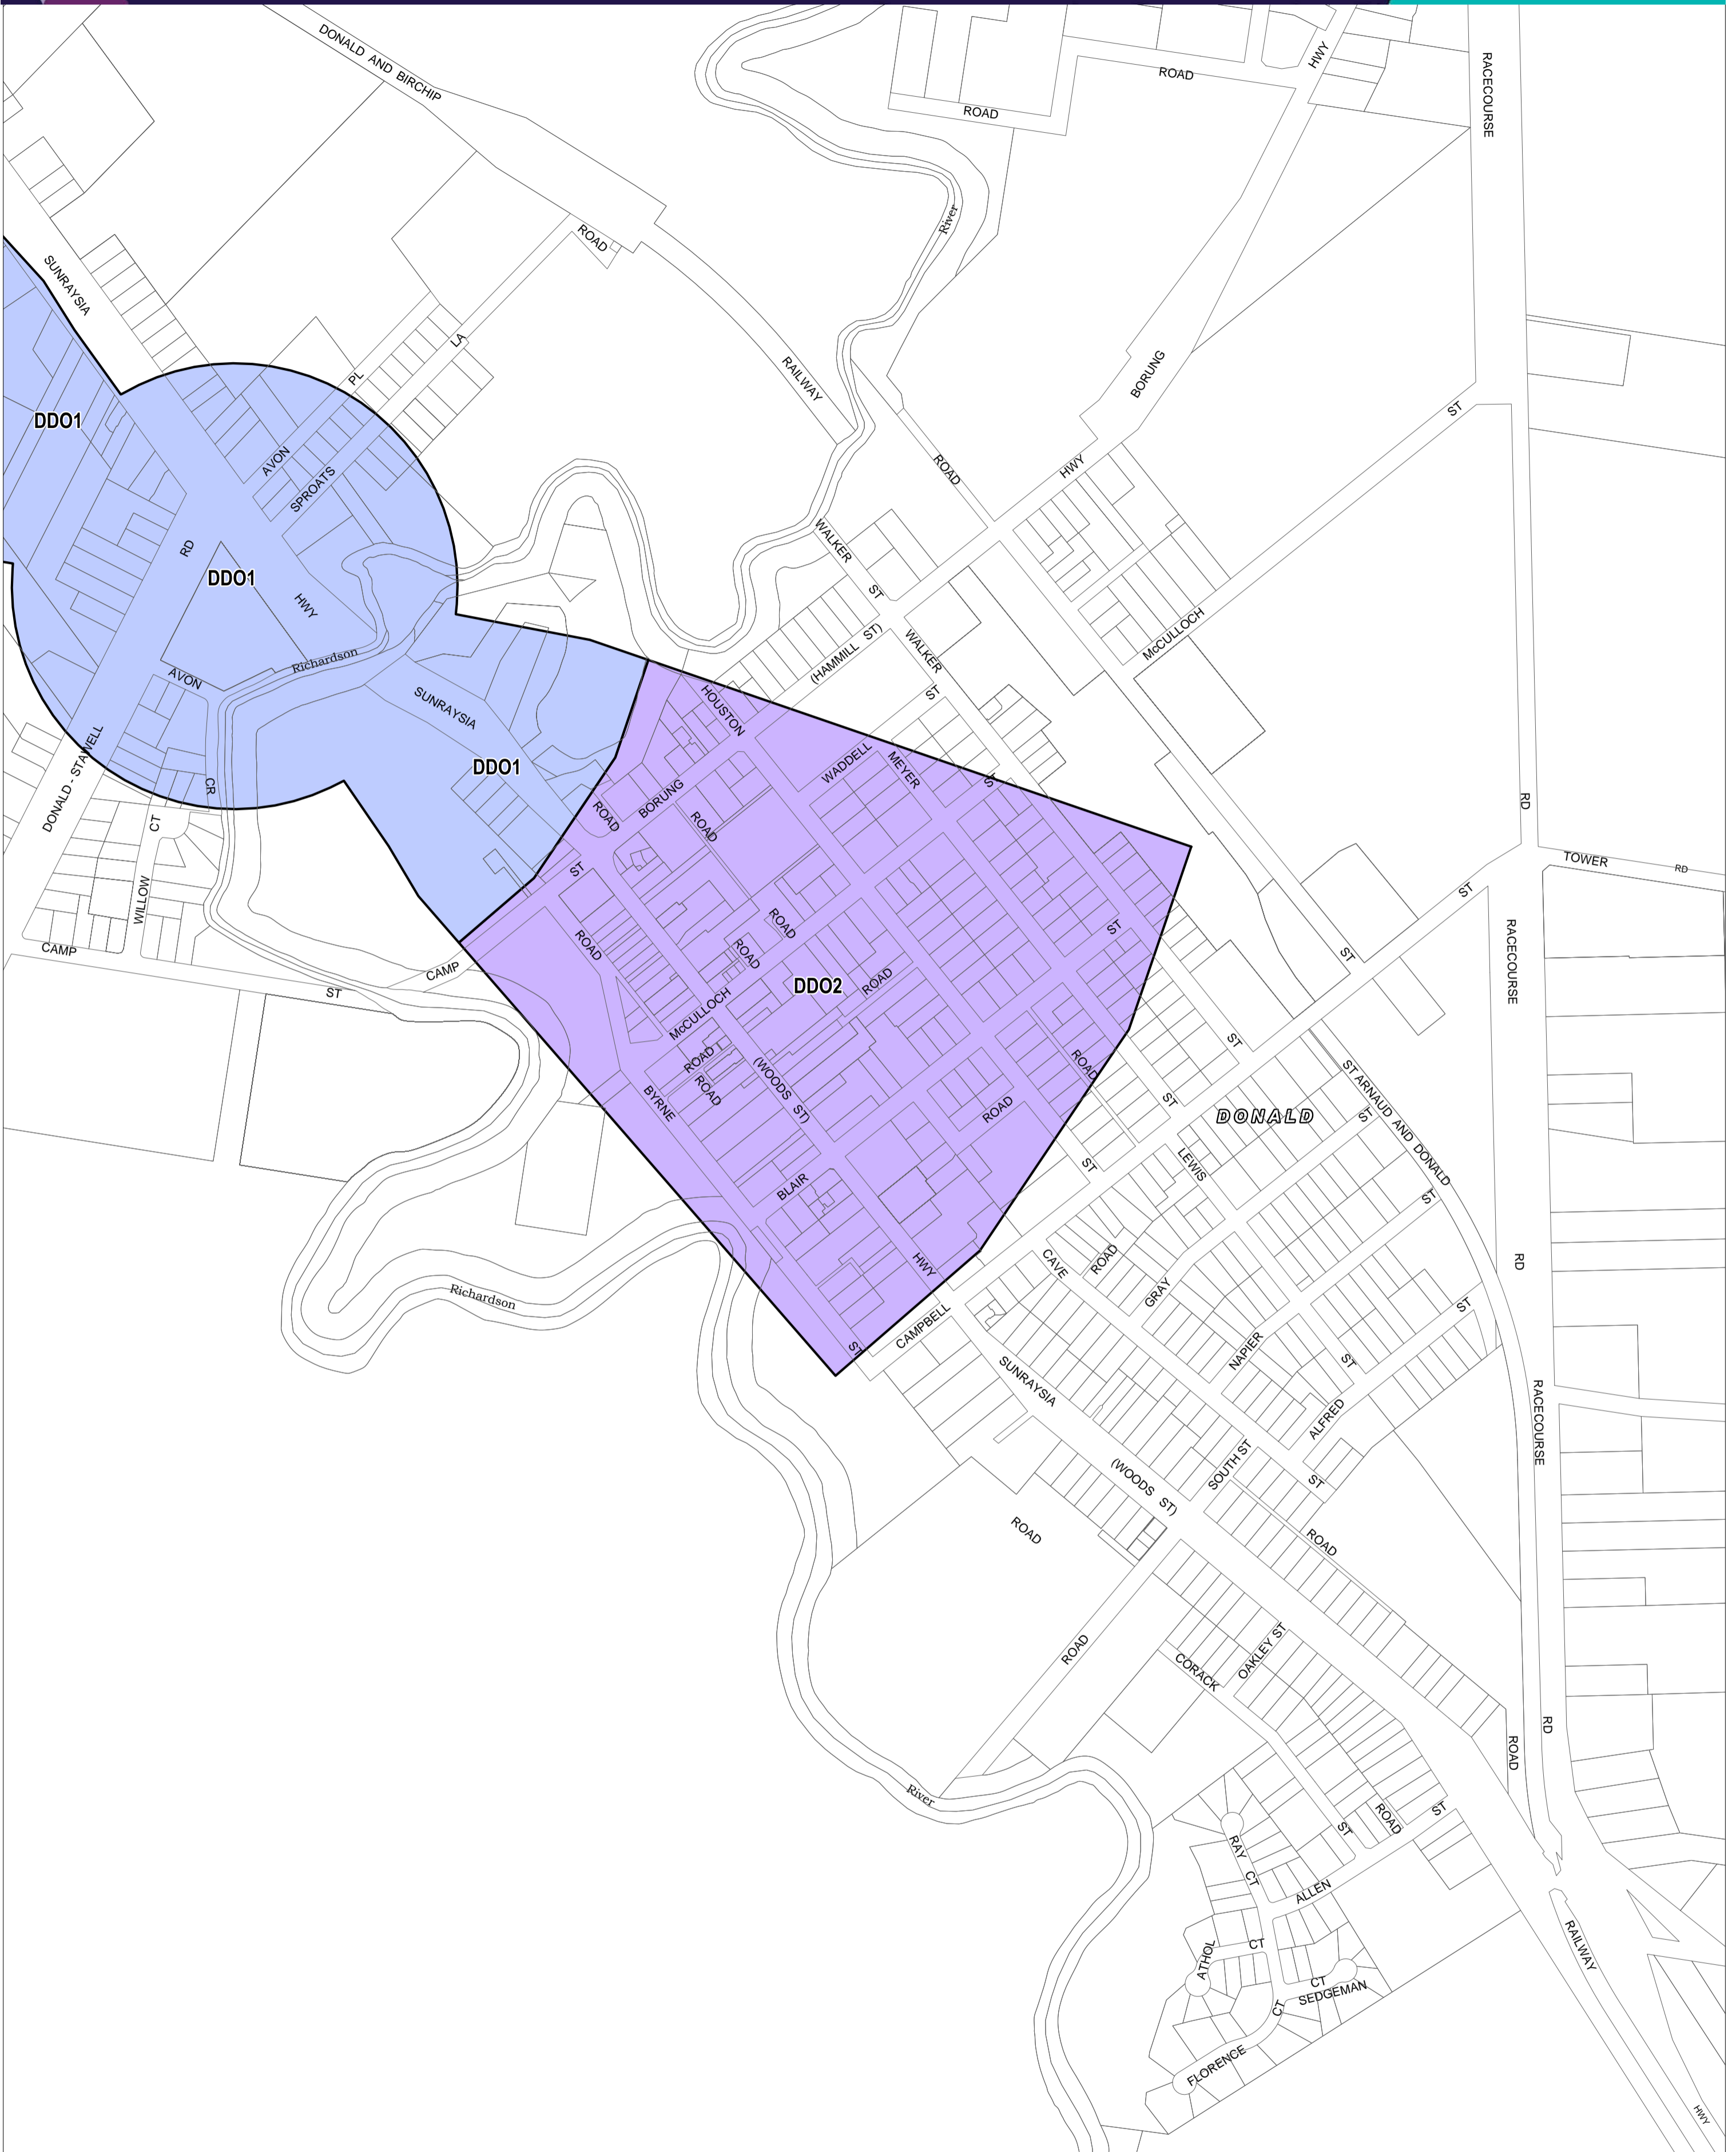 DONALD AND BIRCHIP
HWY
RACECOURSE
ROAD
ROAD
River
ROAD
SUNRAYSIA
LA
PL
RAILWAY
BORUNG
ST
DDO1
AVON
SPROATS
ROAD
HWY
WALKER
RD
DDO1
HWY
ST
McCULLOCH
(HAMMILL ST)
WALKER
Richardson
AVON
SUNRAYSIA
HOUSTON
ST
DONALD - STAWELL
DDO1
WADDELL
MEYER
ST
CR
BORUNG
ROAD
ROAD
RD
CT
TOWER
RD
ST
WILLOW
ST
ROAD
ROAD
ROAD
ST
RACECOURSE
CAMP
CAMP
ST
ST
DDO2
ROAD
McCULLOCH
ROAD
ROAD
(WOODS ST)
ROAD
ST
BYRNE
ROAD
ST
ST
DONALD
ST ARNAUD AND DONALD
BLAIR
ST
LEWIS
ST
HWY
CAVE
ROAD
RD
GRAY
Richardson
CAMPBELL
ST
ST
NAPIER
ST
SUNRAYSIA
RACECOURSE
ALFRED
(WOODS ST)
SOUTH ST
ST
ROAD
ROAD
ROAD
OAKLEY ST
CORACK
RD
ROAD
River
ROAD
ST
ST
RAY
CT
ALLEN
ATHOL
CT
RAILWAY
CT
SEDGEMAN
CT
FLORENCE
HWY